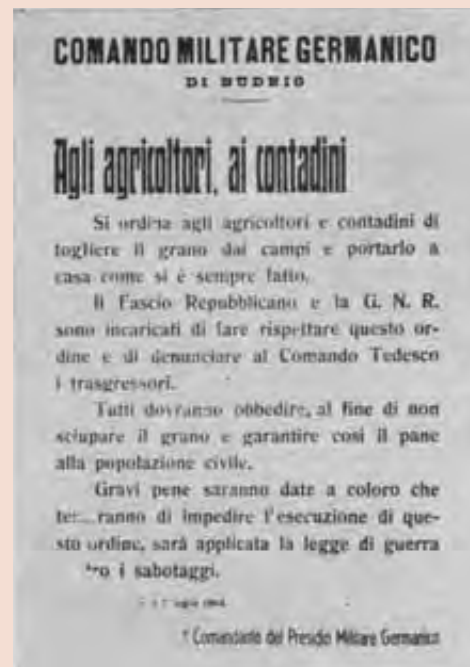 COMANDO MILITARE GERMANICO
DI BUDRIO
Agli agricoltori, ai contadini
Si ordina agli agricoltori e contadini di
togliere il grano dai campi e portarlo a
casa come si è sempre fatto.
Il Fascio Repubblicano e la G. N. R.
sono incaricati di fare rispettare questo or-
dine e di denunciare al Comando Tedesco
i trasgressori.
Tutti dovranno obbedire, al fine di non
sciupare il grano e garantire così il pane
alla popolazione civile.
Gravi pene saranno date a coloro che
di impedire l'esecuzione di que-
sto ordine, sarà applicata la legge di guerra
i sabotaggi.
luglio 1944
Comandante del Presidio Militare Germanico